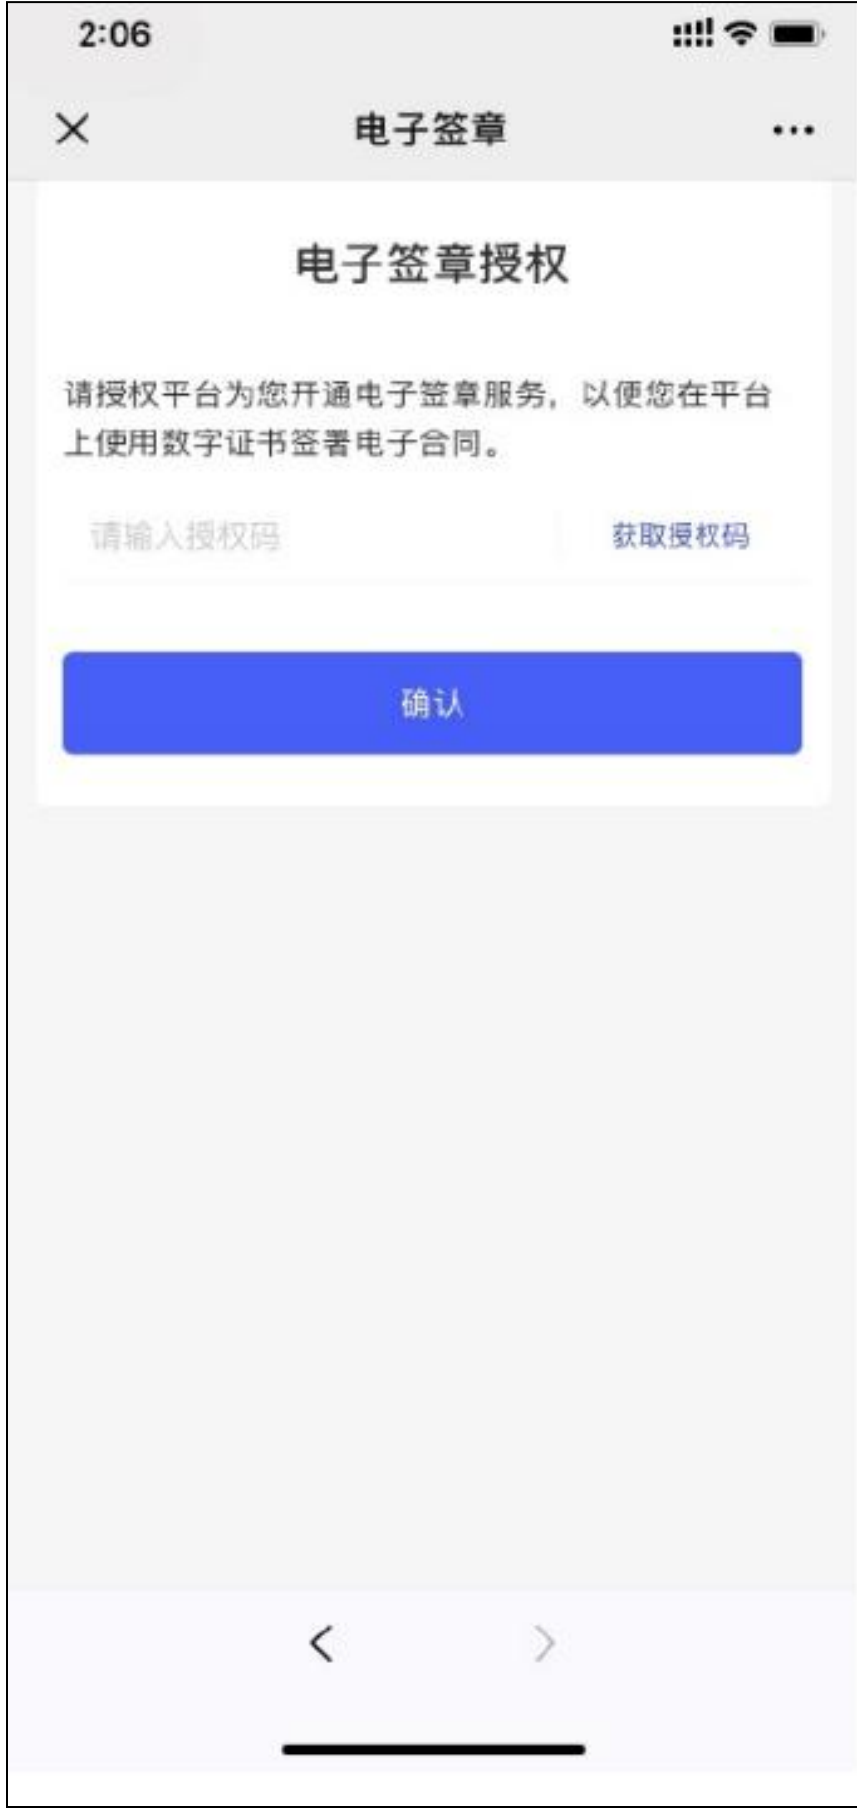 2:06
电子签章
电子签章授权
请授权平台为您开通电子签章服务，以便您在平台
上使用数字证书签署电子合同。
请输入授权码 获取授权码
确认